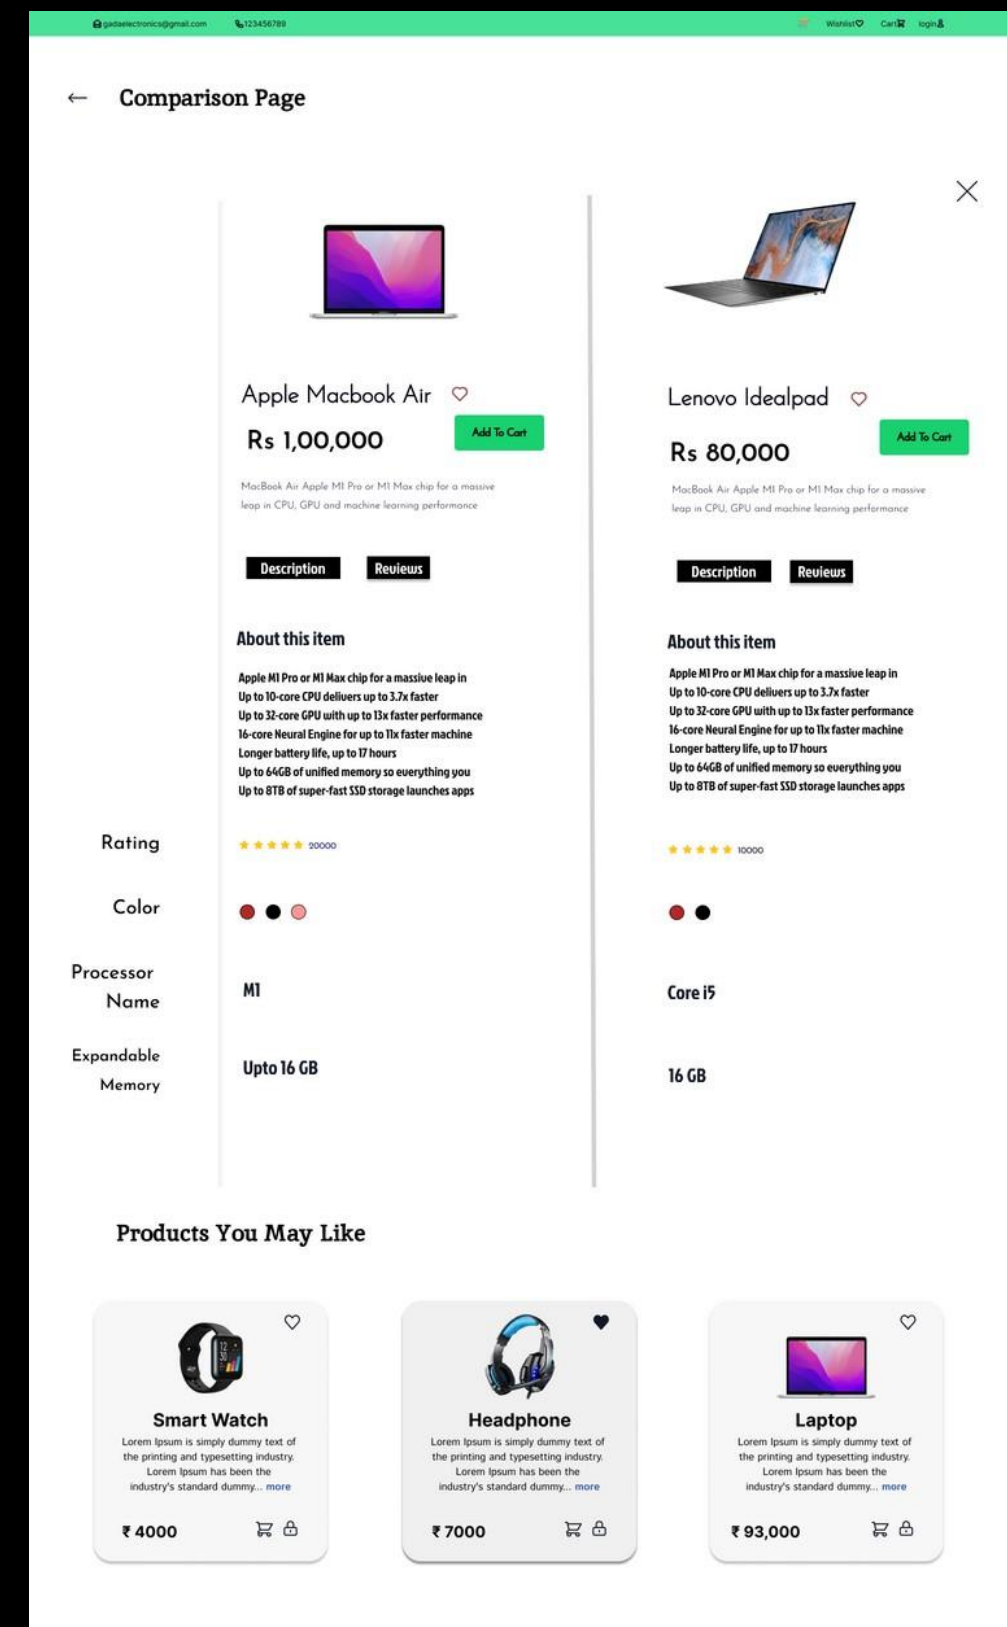 gadaelectronics@gmail.com 123456789 Wishlist Cart login
Comparison Page
Apple Macbook Air
Rs 1,00,000
Add To Cart
MacBook Air Apple M1 Pro or M1 Max chip for a massive
leap in CPU, GPU and machine learning performance
Description Reviews
About this item
Apple M1 Pro or M1 Max chip for a massive leap in
Up to 10-core CPU delivers up to 3.7x faster
Up to 32-core GPU with up to 13x faster performance
16-core Neural Engine for up to 11x faster machine
Longer battery life, up to 17 hours
Up to 64GB of unified memory so everything you
Up to 8TB of super-fast SSD storage launches apps
Lenovo Idealpad
Rs 80,000
Add To Cart
MacBook Air Apple M1 Pro or M1 Max chip for a massive
leap in CPU, GPU and machine learning performance
Description Reviews
About this item
Apple M1 Pro or M1 Max chip for a massive leap in
Up to 10-core CPU delivers up to 3.7x faster
Up to 32-core GPU with up to 13x faster performance
16-core Neural Engine for up to 11x faster machine
Longer battery life, up to 17 hours
Up to 64GB of unified memory so everything you
Up to 8TB of super-fast SSD storage launches apps
Rating 20000 10000
Color
Processor
Name
M1 Core i5
Expandable
Memory
Upto 16 GB 16 GB
Products You May Like
Smart Watch
Lorem Ipsum is simply dummy text of
the printing and typesetting industry.
Lorem Ipsum has been the
industry's standard dummy... more
₹ 4000
Headphone
Lorem Ipsum is simply dummy text of
the printing and typesetting industry.
Lorem Ipsum has been the
industry's standard dummy... more
₹ 7000
Laptop
Lorem Ipsum is simply dummy text of
the printing and typesetting industry.
Lorem Ipsum has been the
industry's standard dummy... more
₹ 93,000